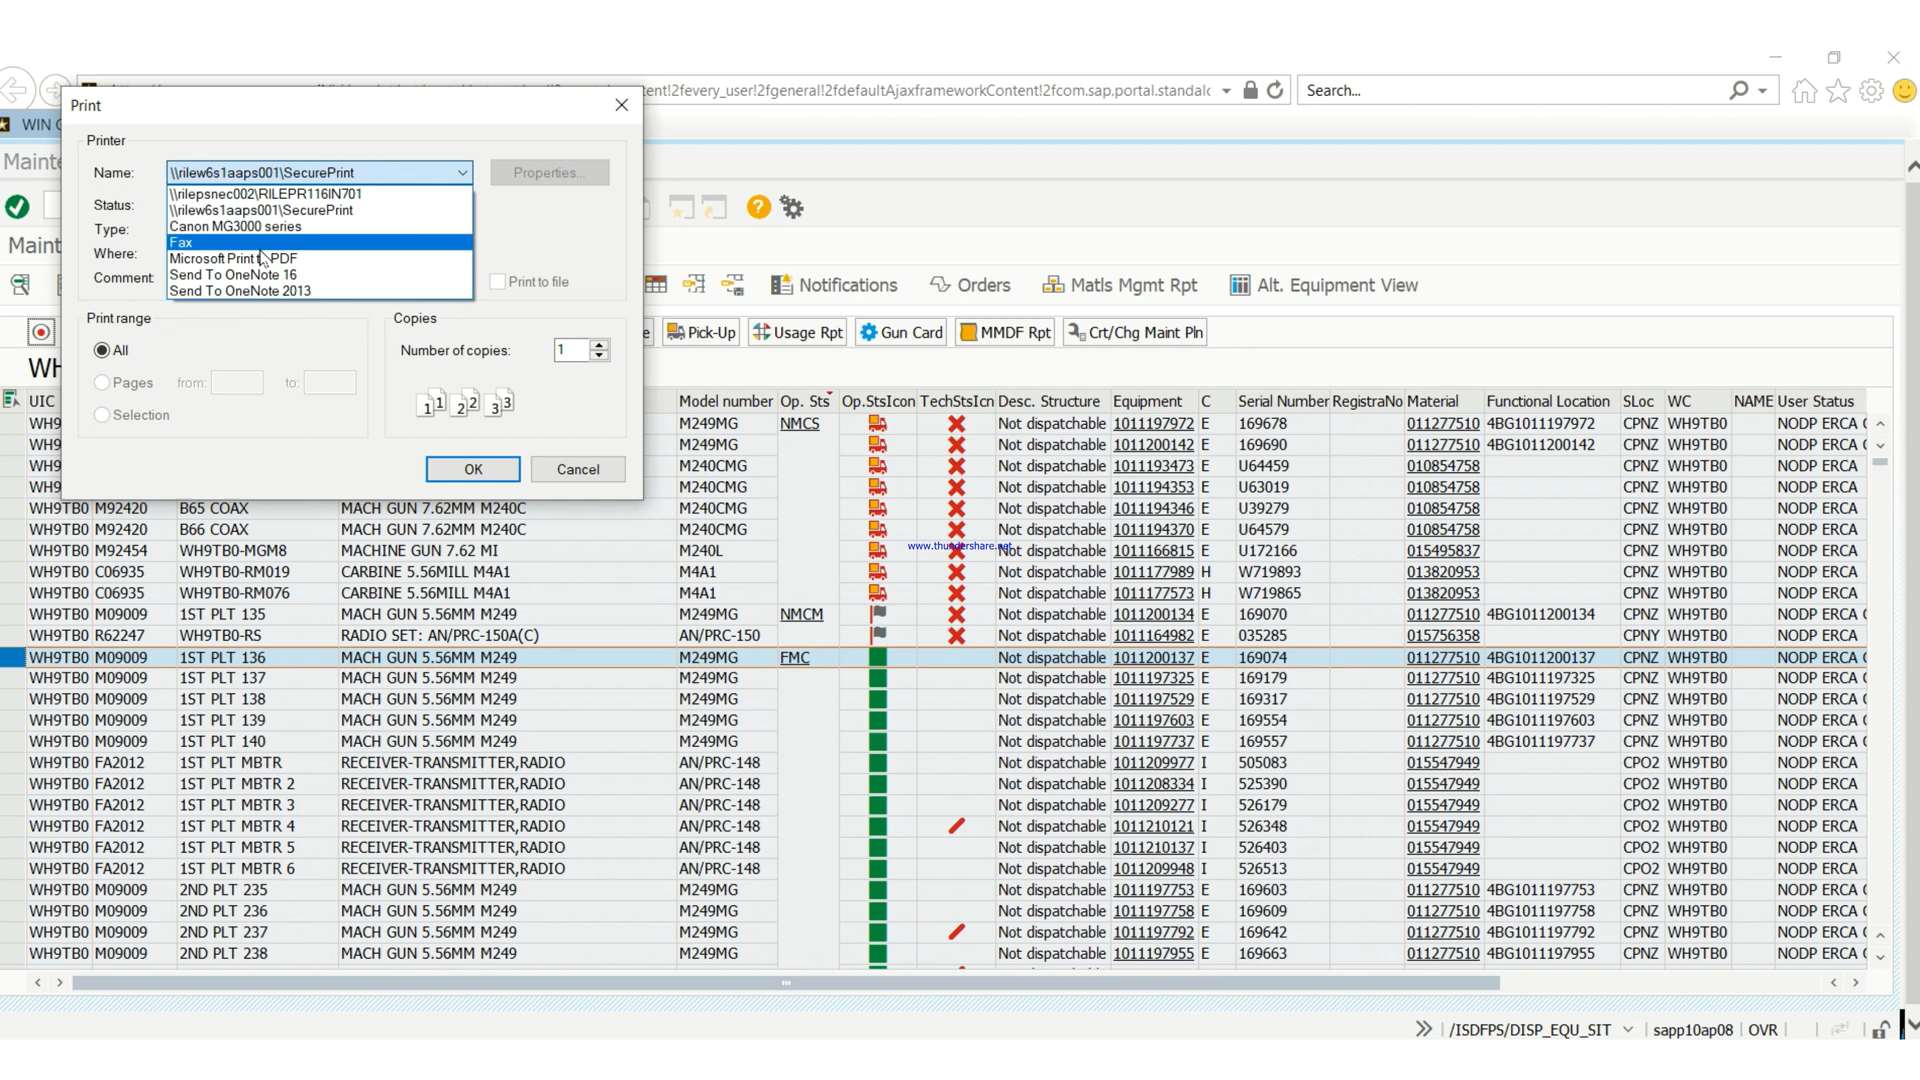 Print
tent!2fevery_user!2fgeneral!2fdefaultAjaxframeworkContent!2fcom.sap.portal.standalc
Search...
WIN
Printer
Mainte
Name: \\rilew6s1aaps001\SecurePrint Properties...
\\rilepsnec002\RILEPR116IN701
Status: \\rilew6s1aaps001\SecurePrint
Type: Canon MG3000 series
Fax
Maint
Where: Microsoft Print PDF
Comment: Send To OneNote 16
Send To OneNote 2013
Print to file
Notifications Orders Matls Mgmt Rpt Alt. Equipment View
Print range Copies
Pick-Up Usage Rpt Gun Card MMDF Rpt Crt/Chg Maint Pln
All Number of copies: 1
WH
Pages from: to:
1 1 2 2 3 3
Selection
OK Cancel
UIC Model number Op. Sts Op.StsIcon TechStsIcn Desc. Structure Equipment C Serial Number RegistraNo Material Functional Location SLoc WC NAME User Status
WH9 M249MG NMCS Not dispatchable 1011197972 E 169678 011277510 4BG1011197972 CPNZ WH9TB0 NODP ERCA
WH9 M249MG Not dispatchable 1011200142 E 169690 011277510 4BG1011200142 CPNZ WH9TB0 NODP ERCA
WH9 M240CMG Not dispatchable 1011193473 E U64459 010854758 CPNZ WH9TB0 NODP ERCA
WH9 M240CMG Not dispatchable 1011194353 E U63019 010854758 CPNZ WH9TB0 NODP ERCA
WH9TB0 M92420 B65 COAX MACH GUN 7.62MM M240C M240CMG Not dispatchable 1011194346 E U39279 010854758 CPNZ WH9TB0 NODP ERCA
WH9TB0 M92420 B66 COAX MACH GUN 7.62MM M240C M240CMG Not dispatchable 1011194370 E U64579 010854758 CPNZ WH9TB0 NODP ERCA
www.thundershare.net
WH9TB0 M92454 WH9TB0-MGM8 MACHINE GUN 7.62 MI M240L Not dispatchable 1011166815 E U172166 015495837 CPNZ WH9TB0 NODP ERCA
WH9TB0 C06935 WH9TB0-RM019 CARBINE 5.56MILL M4A1 M4A1 Not dispatchable 1011177989 H W719893 013820953 CPNZ WH9TB0 NODP ERCA
WH9TB0 C06935 WH9TB0-RM076 CARBINE 5.56MILL M4A1 M4A1 Not dispatchable 1011177573 H W719865 013820953 CPNZ WH9TB0 NODP ERCA
WH9TB0 M09009 1ST PLT 135 MACH GUN 5.56MM M249 M249MG NMCM Not dispatchable 1011200134 E 169070 011277510 4BG1011200134 CPNZ WH9TB0 NODP ERCA
WH9TB0 R62247 WH9TB0-RS RADIO SET: AN/PRC-150A(C) AN/PRC-150 Not dispatchable 1011164982 E 035285 015756358 CPNY WH9TB0 NODP ERCA
WH9TB0 M09009 1ST PLT 136 MACH GUN 5.56MM M249 M249MG FMC Not dispatchable 1011200137 E 169074 011277510 4BG1011200137 CPNZ WH9TB0 NODP ERCA
WH9TB0 M09009 1ST PLT 137 MACH GUN 5.56MM M249 M249MG Not dispatchable 1011197325 E 169179 011277510 4BG1011197325 CPNZ WH9TB0 NODP ERCA
WH9TB0 M09009 1ST PLT 138 MACH GUN 5.56MM M249 M249MG Not dispatchable 1011197529 E 169317 011277510 4BG1011197529 CPNZ WH9TB0 NODP ERCA
WH9TB0 M09009 1ST PLT 139 MACH GUN 5.56MM M249 M249MG Not dispatchable 1011197603 E 169554 011277510 4BG1011197603 CPNZ WH9TB0 NODP ERCA
WH9TB0 M09009 1ST PLT 140 MACH GUN 5.56MM M249 M249MG Not dispatchable 1011197737 E 169557 011277510 4BG1011197737 CPNZ WH9TB0 NODP ERCA
WH9TB0 FA2012 1ST PLT MBTR RECEIVER-TRANSMITTER,RADIO AN/PRC-148 Not dispatchable 1011209977 I 505083 015547949 CPO2 WH9TB0 NODP ERCA
WH9TB0 FA2012 1ST PLT MBTR 2 RECEIVER-TRANSMITTER,RADIO AN/PRC-148 Not dispatchable 1011208334 I 525390 015547949 CPO2 WH9TB0 NODP ERCA
WH9TB0 FA2012 1ST PLT MBTR 3 RECEIVER-TRANSMITTER,RADIO AN/PRC-148 Not dispatchable 1011209277 I 526179 015547949 CPO2 WH9TB0 NODP ERCA
WH9TB0 FA2012 1ST PLT MBTR 4 RECEIVER-TRANSMITTER,RADIO AN/PRC-148 Not dispatchable 1011210121 I 526348 015547949 CPO2 WH9TB0 NODP ERCA
WH9TB0 FA2012 1ST PLT MBTR 5 RECEIVER-TRANSMITTER,RADIO AN/PRC-148 Not dispatchable 1011210137 I 526403 015547949 CPO2 WH9TB0 NODP ERCA
WH9TB0 FA2012 1ST PLT MBTR 6 RECEIVER-TRANSMITTER,RADIO AN/PRC-148 Not dispatchable 1011209948 I 526513 015547949 CPO2 WH9TB0 NODP ERCA
WH9TB0 M09009 2ND PLT 235 MACH GUN 5.56MM M249 M249MG Not dispatchable 1011197753 E 169603 011277510 4BG1011197753 CPNZ WH9TB0 NODP ERCA
WH9TB0 M09009 2ND PLT 236 MACH GUN 5.56MM M249 M249MG Not dispatchable 1011197758 E 169609 011277510 4BG1011197758 CPNZ WH9TB0 NODP ERCA
WH9TB0 M09009 2ND PLT 237 MACH GUN 5.56MM M249 M249MG Not dispatchable 1011197792 E 169642 011277510 4BG1011197792 CPNZ WH9TB0 NODP ERCA
WH9TB0 M09009 2ND PLT 238 MACH GUN 5.56MM M249 M249MG Not dispatchable 1011197955 E 169663 011277510 4BG1011197955 CPNZ WH9TB0 NODP ERCA
/ISDFPS/DISP_EQU_SIT sapp10ap08 OVR